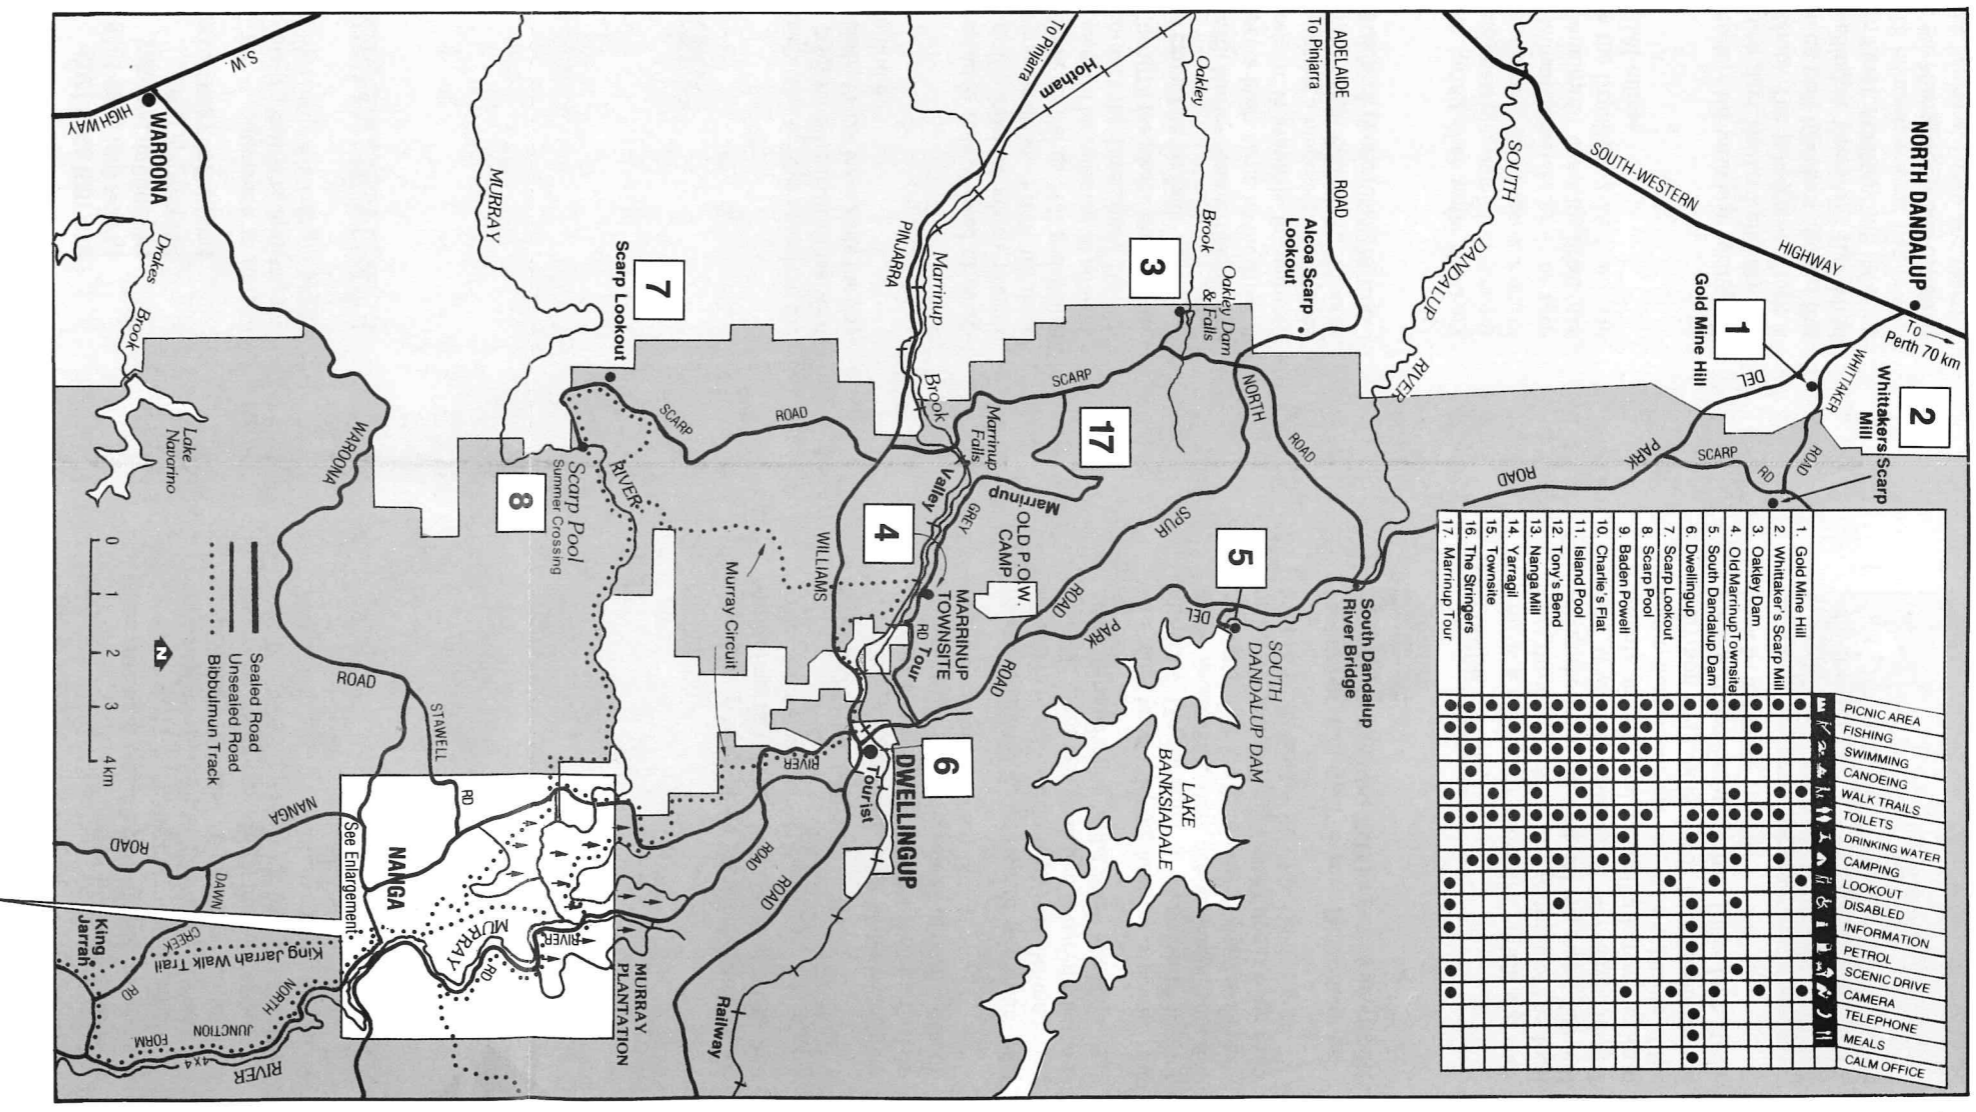 NORTH DANDALUP
To
Perth 70 km
SOUTH-WESTERN
HIGHWAY
1
Gold Mine Hill
2
Whittakers Scarp
Mill
WHITTAKER
ROAD
DEL
PARK
ROAD
SCARP
RD
SOUTH
DANDALUP
RIVER
ADELAIDE
ROAD
To Pinjarra
Alcoa Scarp
Lookout
3
Oakley
Brook
Oakley Dam
& Falls
NORTH
ROAD
SPUR
ROAD
South Dandalup
River Bridge
5
SOUTH
DANDALUP DAM
DEL
PARK
ROAD
LAKE
BANKSIADALE
17
SCARP
Marrinup
Falls
Marrinup
OLD P.O.W.
CAMP
GREY
MARRINUP
TOWNSITE
RD
Tour
4
Valley
To Pinjarra
Hotham
PINJARRA
Marrinup
Brook
WILLIAMS
6
DWELLINGUP
Tourist
Railway
ROAD
RIVER
ROAD
7
Scarp Lookout
SCARP
ROAD
MURRAY
RIVER
8
Scarp Pool
Summer Crossing
Murray Circuit
MURRAY
PLANTATION
NANGA
MURRAY
RIVER
RD
See Enlargement
STAWELL
RD
WAROONA
ROAD
NANGA
ROAD
DAWN
CREEK
RD
King
Jarrah
King Jarrah Walk Trail
NORTH
JUNCTION
FORM
4 x 4
RIVER
S.W.
HIGHWAY
WAROONA
Drakes
Brook
Lake
Navarino
0 1 2 3 4 km
N
Sealed Road
Unsealed Road
Bibbulmun Track
PICNIC AREA
FISHING
SWIMMING
CANOEING
WALK TRAILS
TOILETS
DRINKING WATER
CAMPING
LOOKOUT
DISABLED
INFORMATION
PETROL
SCENIC DRIVE
CAMERA
TELEPHONE
MEALS
CALM OFFICE
1. Gold Mine Hill
2. Whittaker's Scarp Mill
3. Oakley Dam
4. Old Marrinup Townsite
5. South Dandalup Dam
6. Dwellingup
7. Scarp Lookout
8. Scarp Pool
9. Baden Powell
10. Charlie's Flat
11. Island Pool
12. Tony's Bend
13. Nanga Mill
14. Yarragil
15. Townsite
16. The Stringers
17. Marrinup Tour